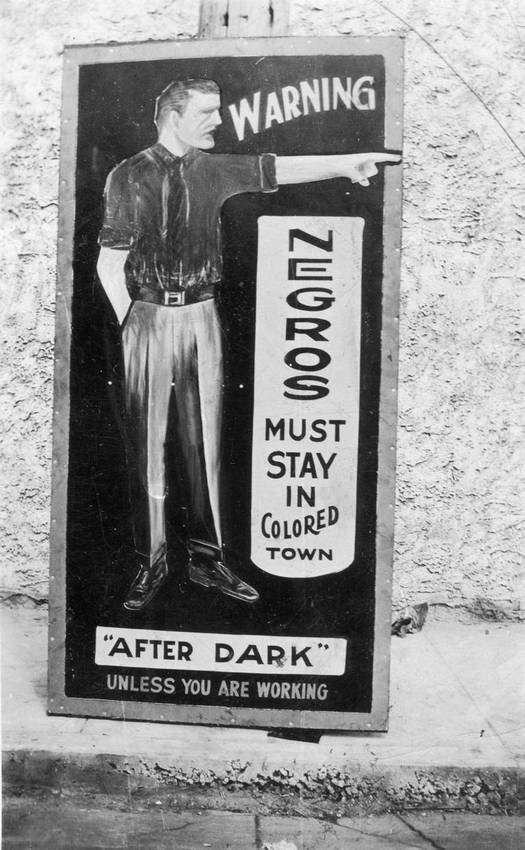 WARNING
NEGROS
MUST
STAY
IN
COLORED
TOWN
"AFTER DARK"
UNLESS YOU ARE WORKING